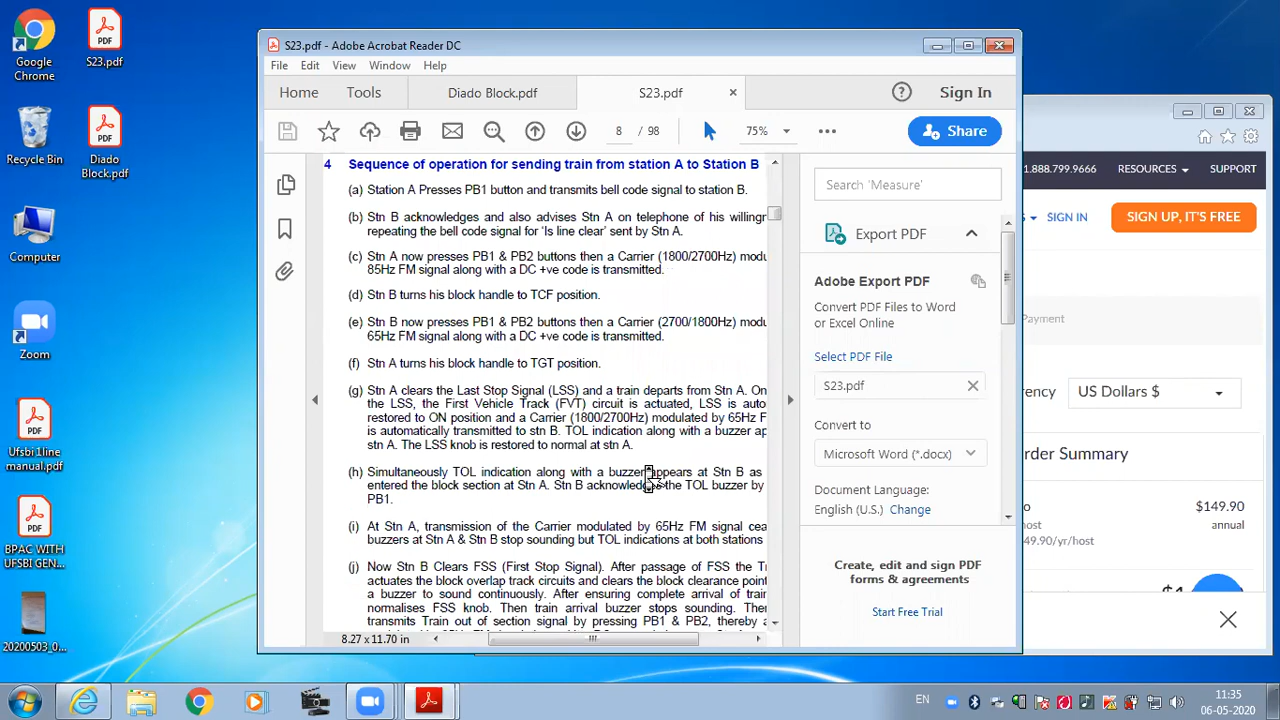 Google
Chrome
S23.pdf
Recycle Bin
Diado
Block.pdf
Computer
Zoom
Ufsbi 1line
manual.pdf
BPAC WITH
UFSBI GEN...
20200503_0...
S23.pdf - Adobe Acrobat Reader DC
File Edit View Window Help
Home Tools Diado Block.pdf S23.pdf × Sign In
8 / 98 75% Share
4 Sequence of operation for sending train from station A to Station B
(a) Station A Presses PB1 button and transmits bell code signal to station B.
(b) Stn B acknowledges and also advises Stn A on telephone of his willingr
repeating the bell code signal for 'Is line clear' sent by Stn A.
(c) Stn A now presses PB1 & PB2 buttons then a Carrier (1800/2700Hz) modu
85Hz FM signal along with a DC +ve code is transmitted.
(d) Stn B turns his block handle to TCF position.
(e) Stn B now presses PB1 & PB2 buttons then a Carrier (2700/1800Hz) modu
65Hz FM signal along with a DC +ve code is transmitted.
(f) Stn A turns his block handle to TGT position.
(g) Stn A clears the Last Stop Signal (LSS) and a train departs from Stn A. On
the LSS, the First Vehicle Track (FVT) circuit is actuated, LSS is auto
restored to ON position and a Carrier (1800/2700Hz) modulated by 65Hz F
is automatically transmitted to stn B. TOL indication along with a buzzer ap
stn A. The LSS knob is restored to normal at stn A.
(h) Simultaneously TOL indication along with a buzzer appears at Stn B as
entered the block section at Stn A. Stn B acknowledges the TOL buzzer by
PB1.
(i) At Stn A, transmission of the Carrier modulated by 65Hz FM signal cea
buzzers at Stn A & Stn B stop sounding but TOL indications at both stations
(j) Now Stn B Clears FSS (First Stop Signal). After passage of FSS the Tr
actuates the block overlap track circuits and clears the block clearance point
a buzzer to sound continuously. After ensuring complete arrival of train
normalises FSS knob. Then train arrival buzzer stops sounding. Ther
transmits Train out of section signal by pressing PB1 & PB2, thereby a
8.27 x 11.70 in
Search 'Measure'
Export PDF
Adobe Export PDF
Convert PDF Files to Word
or Excel Online
Select PDF File
S23.pdf
Convert to
Microsoft Word (*.docx)
Document Language:
English (U.S.) Change
Create, edit and sign PDF
forms & agreements
Start Free Trial
1.888.799.9666 RESOURCES SUPPORT
SIGN IN SIGN UP, IT'S FREE
Payment
ency US Dollars $
rder Summary
o $149.90
host annual
49.90/yr/host
EN
11:35
06-05-2020